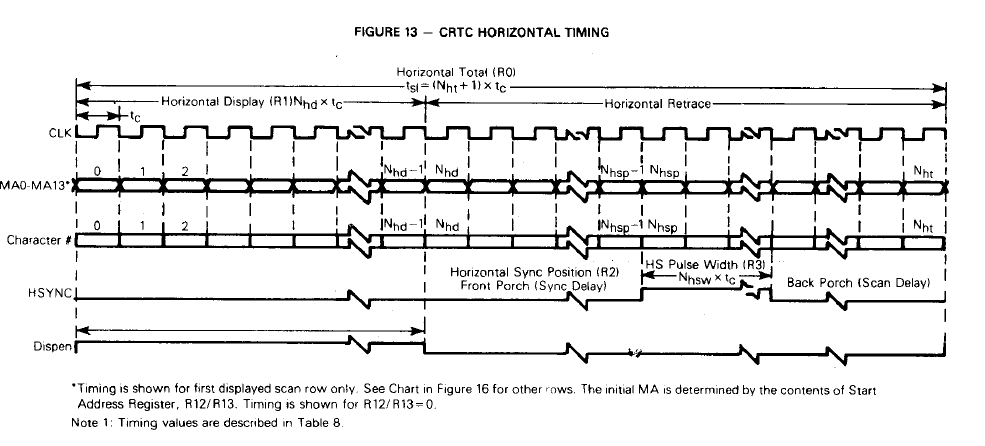 FIGURE 13 — CRTC HORIZONTAL TIMING
Horizontal Total (R0)
tsl=(Nht+1)×tc
Horizontal Display (R1)Nhd×tc
Horizontal Retrace
tc
CLK
0 1 2 Nhd-1 Nhd Nhsp-1 Nhsp Nht
MA0-MA13*
0 1 2 Nhd-1 Nhd Nhsp-1 Nhsp Nht
Character #
Horizontal Sync Position (R2)
Front Porch (Sync Delay)
HS Pulse Width (R3)
Nhsw×tc
Back Porch (Scan Delay)
HSYNC
Dispen
*Timing is shown for first displayed scan row only. See Chart in Figure 16 for other rows. The initial MA is determined by the contents of Start
Address Register, R12/R13. Timing is shown for R12/R13=0.
Note 1: Timing values are described in Table 8.